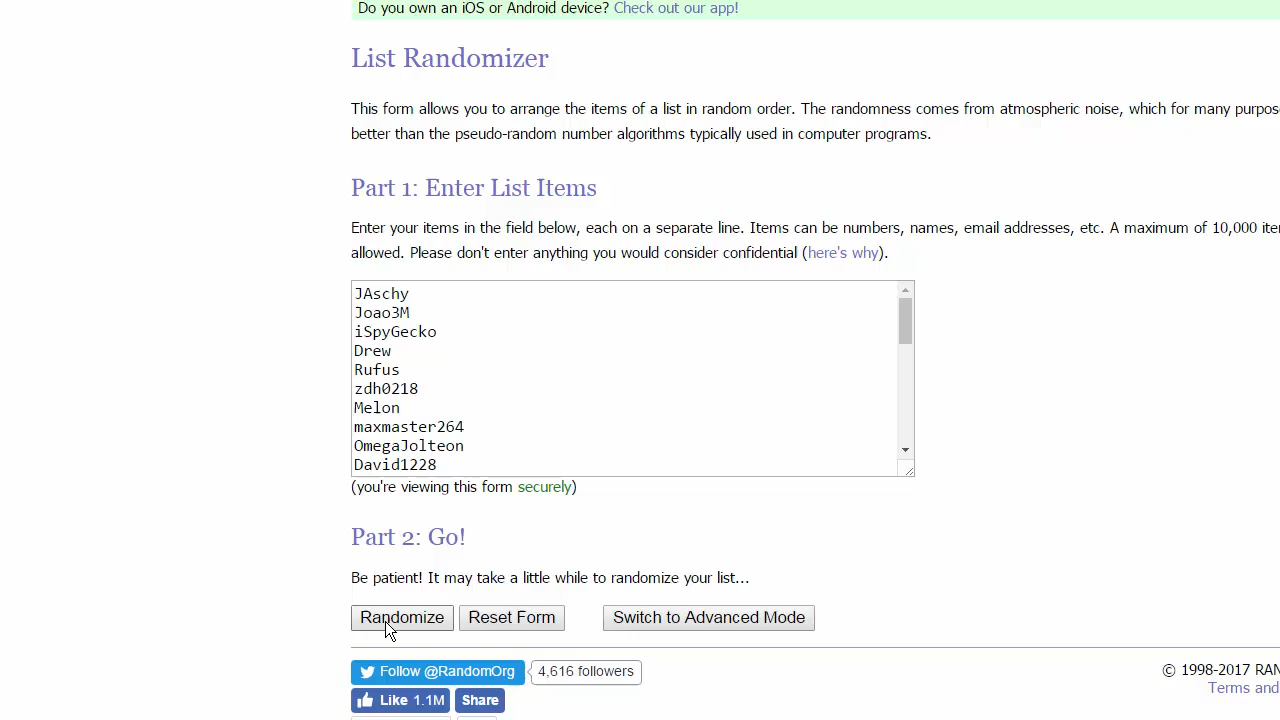 Do you own an iOS or Android device? Check out our app!
List Randomizer
This form allows you to arrange the items of a list in random order. The randomness comes from atmospheric noise, which for many
better than the pseudo-random number algorithms typically used in computer programs.
Part 1: Enter List Items
Enter your items in the field below, each on a separate line. Items can be numbers, names, email addresses, etc. A maximum of 10,000
allowed. Please don't enter anything you would consider confidential (here's why).
JAschy
Joao3M
iSpyGecko
Drew
Rufus
zdh0218
Melon
maxmaster264
OmegaJolteon
David1228
(you're viewing this form securely)
Part 2: Go!
Be patient! It may take a little while to randomize your list...
Randomize Reset Form Switch to Advanced Mode
Follow @RandomOrg 4,616 followers
© 1998-2017
Like 1.1M Share
Terms and